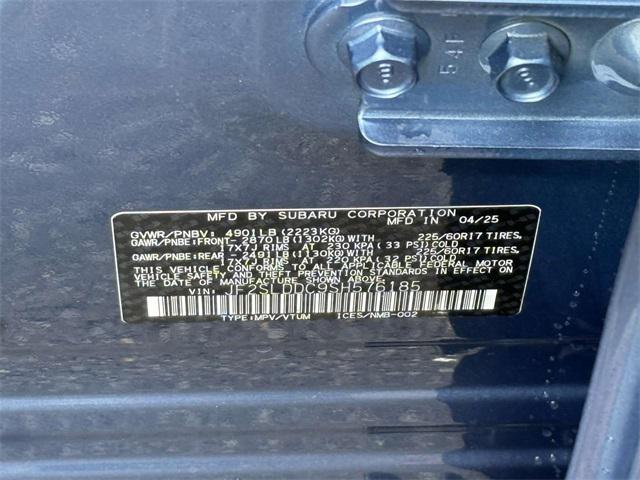 54F
MFD BY SUBARU CORPORATION
MFD IN 04/25
GVWR/PNBV: 4901LB(2223KG)
GAWR/PNBE:FRONT-2870LB(1302KG)WITH 225/60R17 TIRES,
17X7J RIMS AT 230 KPA(33 PSI)COLD
GAWR/PNBE:REAR-2491LB(1130KG)WITH 225/60R17 TIRES,
17X7J RIMS AT 220 KPA(32 PSI)COLD
THIS VEHICLE CONFORMS TO ALL APPLICABLE FEDERAL MOTOR
VEHICLE SAFETY, AND THEFT PREVENTION STANDARDS IN
EFFECT ON THE DATE OF MANUFACTURE SHOWN ABOVE.
VIN:
TYPE:MPV/VTUM ICES/NMB-002